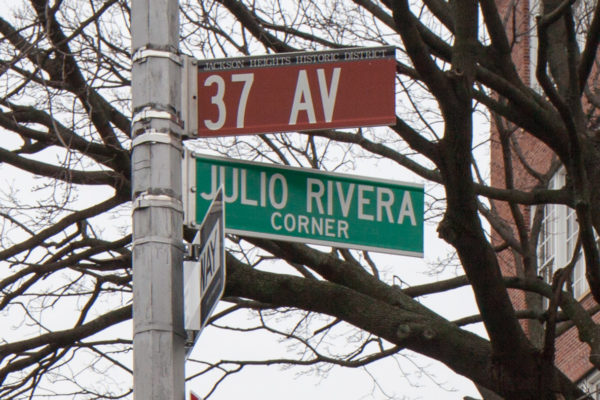 JACKSON HEIGHTS HISTORIC DISTRICT
37 AV
JULIO RIVERA
CORNER
WAY